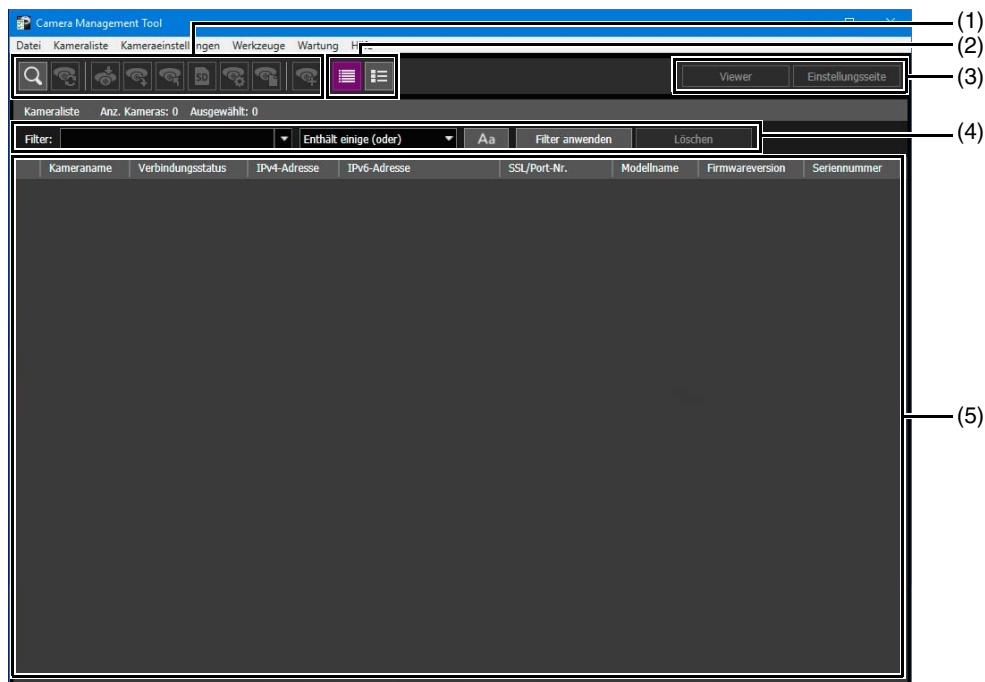 Camera Management Tool
(1)
Datei Kameraliste Kameraeinstellungen Werkzeuge Wartung Hilfe
(2)
SD
Viewer Einstellungsseite
(3)
Kameraliste Anz. Kameras: 0 Ausgewählt: 0
(4)
Filter: Enthält einige (oder) Aa Filter anwenden Löschen
Kameraname Verbindungsstatus IPv4-Adresse IPv6-Adresse SSL/Port-Nr. Modellname Firmwareversion Seriennummer
(5)